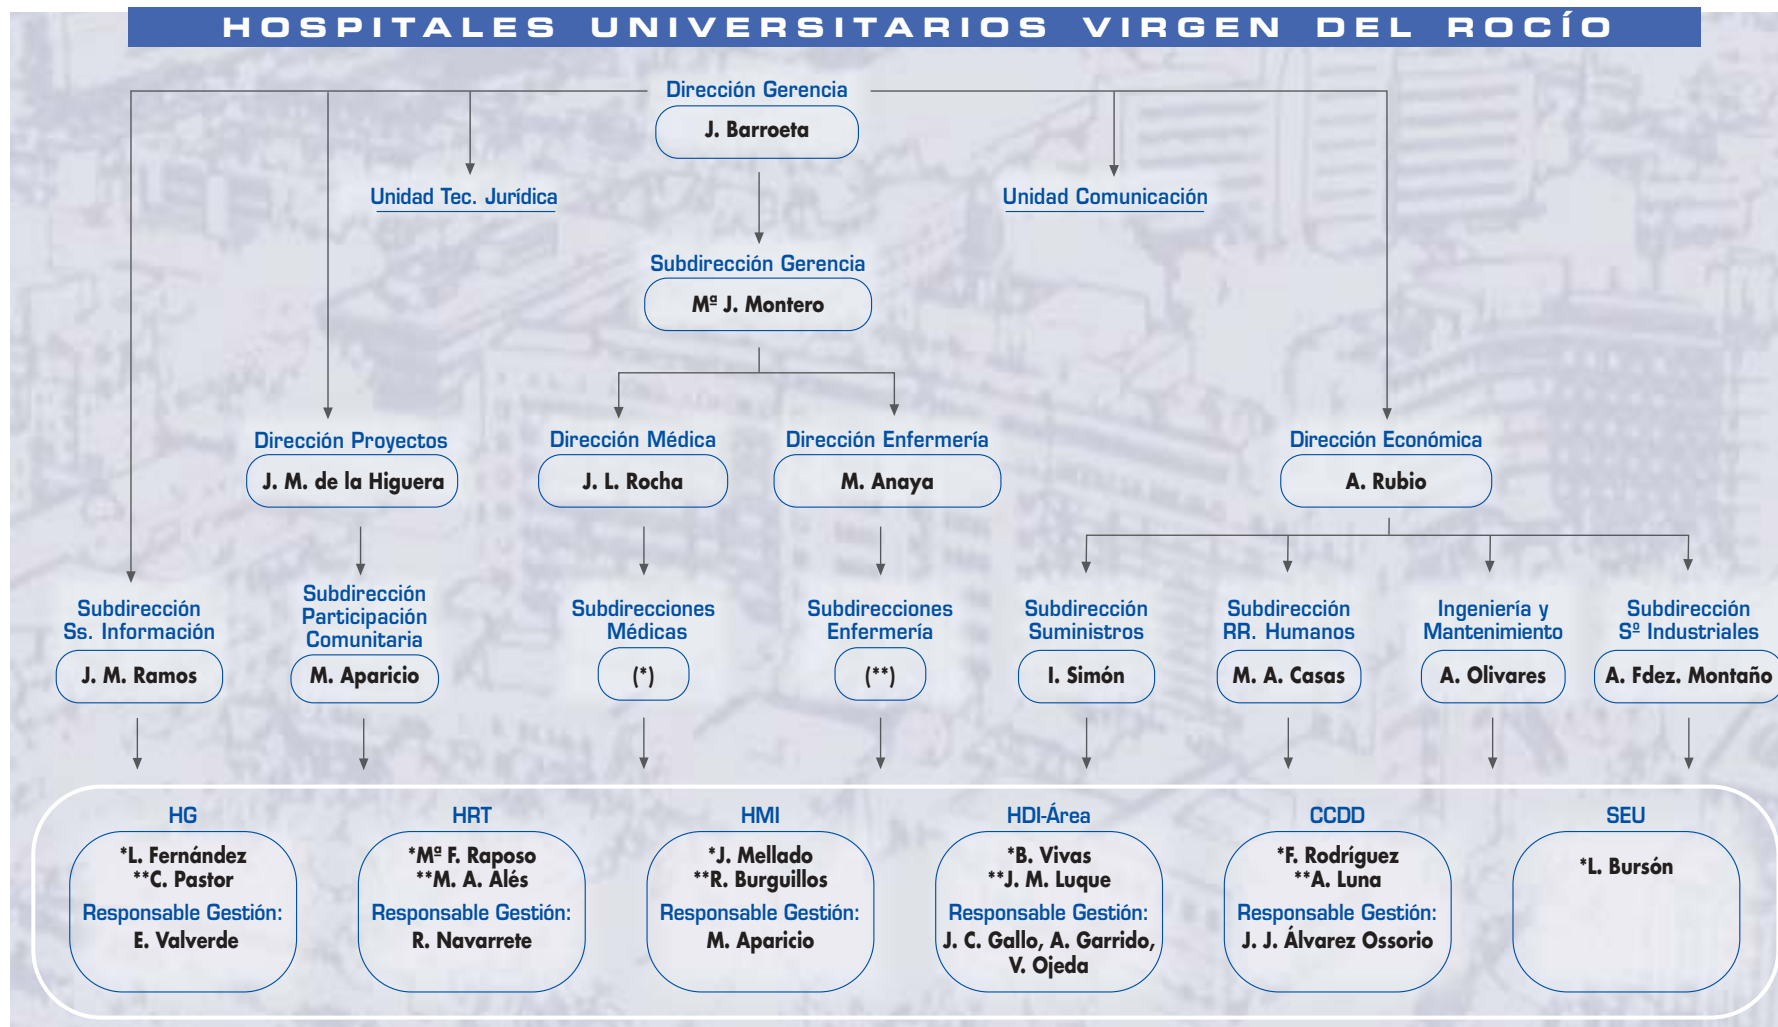 HOSPITALES UNIVERSITARIOS VIRGEN DEL ROCÍO
Dirección Gerencia
J. Barroeta
Unidad Tec. Jurídica
Unidad Comunicación
Subdirección Gerencia
Mª J. Montero
Dirección Proyectos
J. M. de la Higuera
Dirección Médica
J. L. Rocha
Dirección Enfermería
M. Anaya
Dirección Económica
A. Rubio
Subdirección
Ss. Información
J. M. Ramos
Subdirección
Participación
Comunitaria
M. Aparicio
Subdirecciones
Médicas
(*)
Subdirecciones
Enfermería
(**)
Subdirección
Suministros
I. Simón
Subdirección
RR. Humanos
M. A. Casas
Ingeniería y
Mantenimiento
A. Olivares
Subdirección
Sº Industriales
A. Fdez. Montaño
HG
*L. Fernández
**C. Pastor
Responsable Gestión:
E. Valverde
HRT
*Mª F. Raposo
**M. A. Alés
Responsable Gestión:
R. Navarrete
HMI
*J. Mellado
**R. Burguillos
Responsable Gestión:
M. Aparicio
HDI-Área
*B. Vivas
**J. M. Luque
Responsable Gestión:
J. C. Gallo, A. Garrido,
V. Ojeda
CCDD
*F. Rodríguez
**A. Luna
Responsable Gestión:
J. J. Álvarez Ossorio
SEU
*L. Bursón